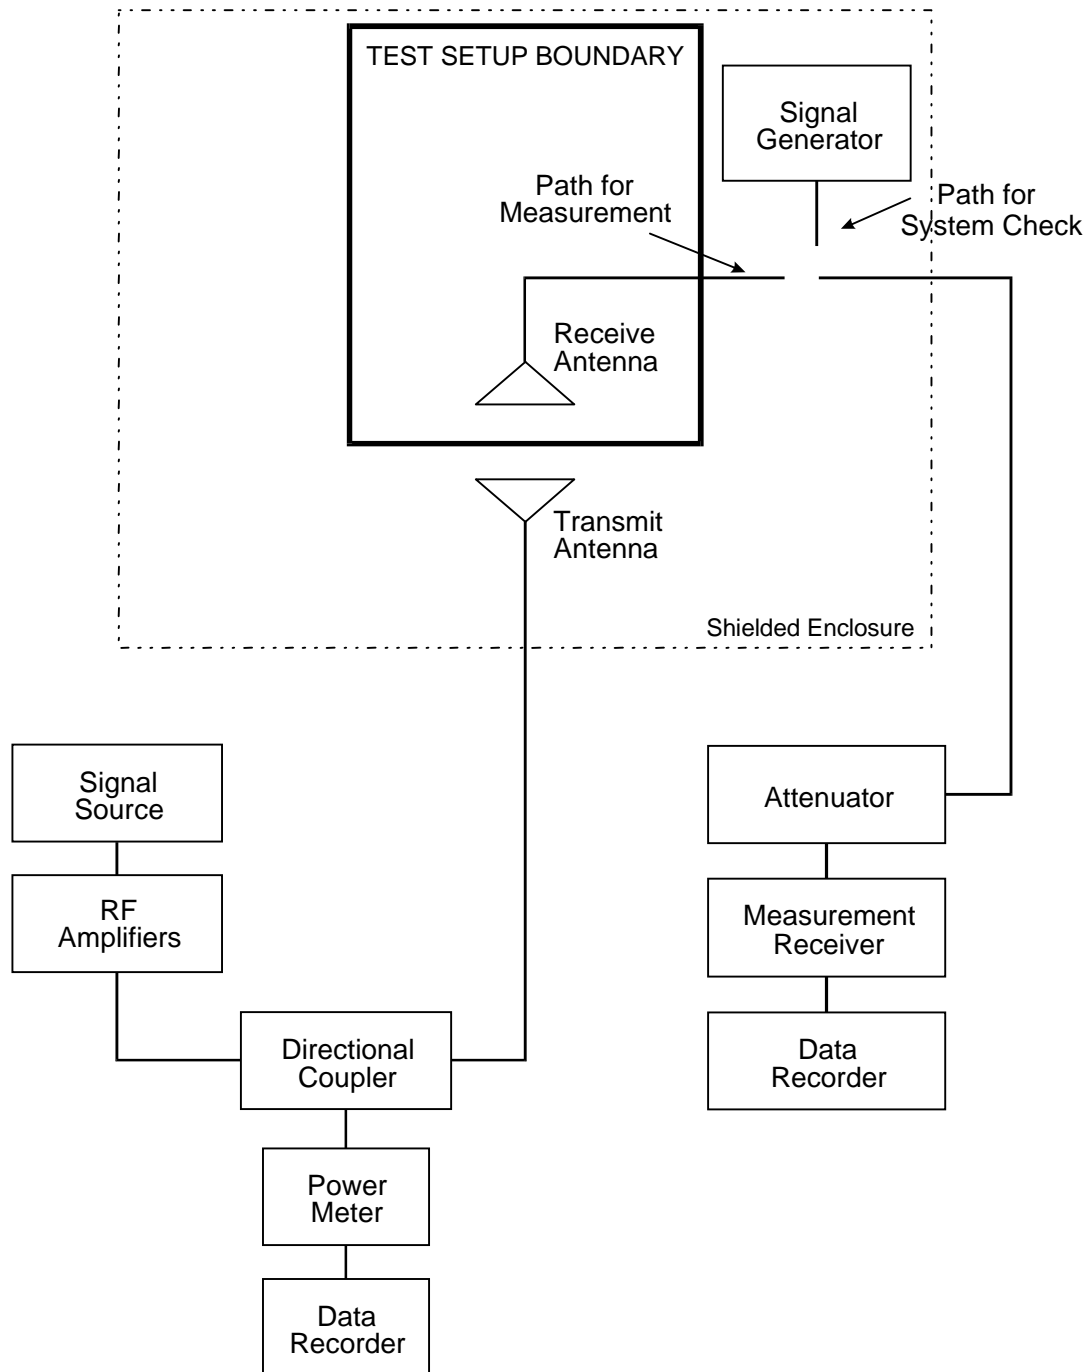 TEST SETUP BOUNDARY
Signal
Generator
Path for
Measurement
Path for
System Check
Receive
Antenna
Transmit
Antenna
Shielded Enclosure
Signal
Source
Attenuator
RF
Amplifiers
Measurement
Receiver
Directional
Coupler
Data
Recorder
Power
Meter
Data
Recorder